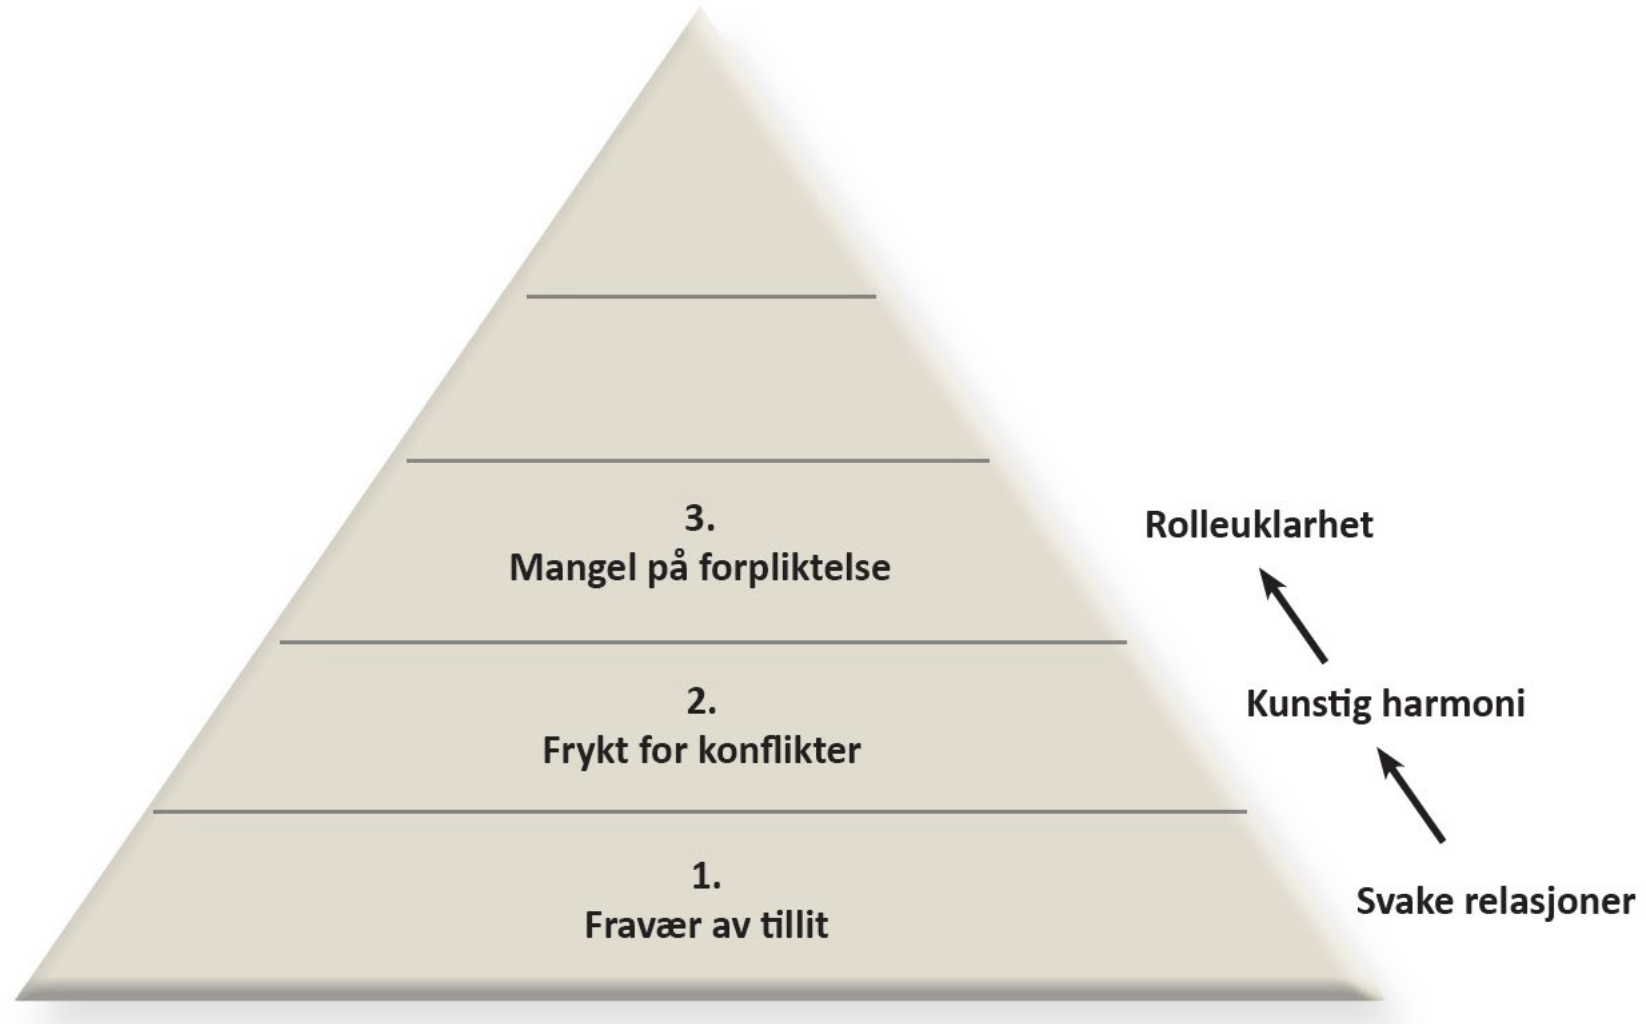 3.
Mangel på forpliktelse
Rolleuklarhet
2.
Frykt for konflikter
Kunstig harmoni
1.
Fravær av tillit
Svake relasjoner